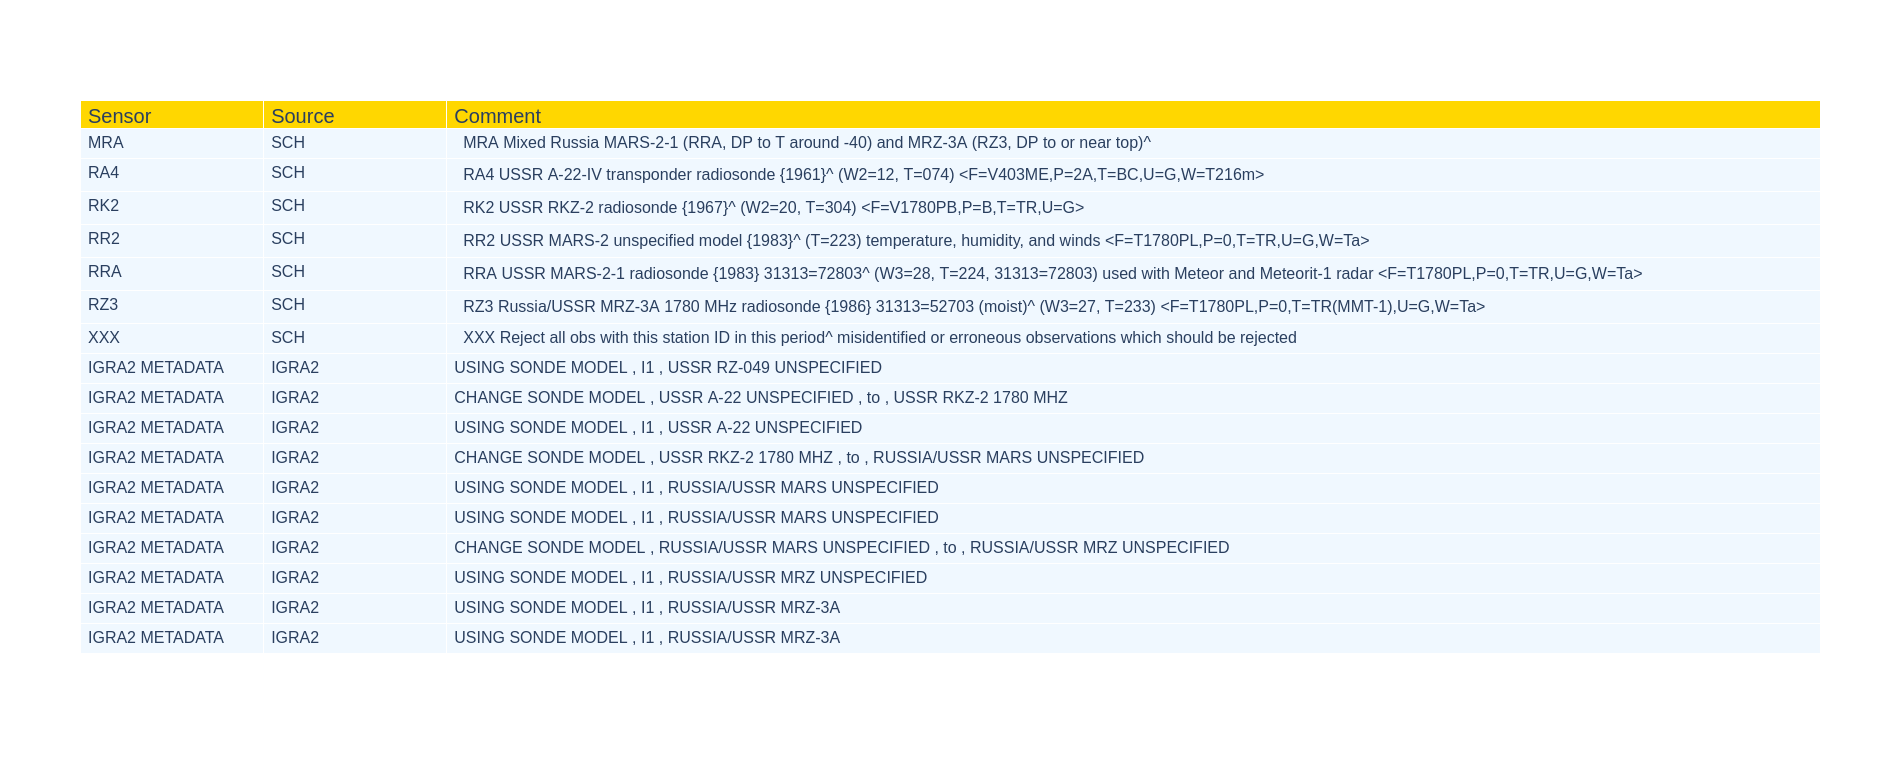 Sensor Source Comment
MRA SCH MRA Mixed Russia MARS-2-1 (RRA, DP to T around -40) and MRZ-3A (RZ3, DP to or near top)^
RA4 SCH RA4 USSR A-22-IV transponder radiosonde {1961}^ (W2=12, T=074) <F=V403ME,P=2A,T=BC,U=G,W=T216m>
RK2 SCH RK2 USSR RKZ-2 radiosonde {1967}^ (W2=20, T=304) <F=V1780PB,P=B,T=TR,U=G>
RR2 SCH RR2 USSR MARS-2 unspecified model {1983}^ (T=223) temperature, humidity, and winds <F=T1780PL,P=0,T=TR,U=G,W=Ta>
RRA SCH RRA USSR MARS-2-1 radiosonde {1983} 31313=72803^ (W3=28, T=224, 31313=72803) used with Meteor and Meteorit-1 radar <F=T1780PL,P=0,T=TR,U=G,W=Ta>
RZ3 SCH RZ3 Russia/USSR MRZ-3A 1780 MHz radiosonde {1986} 31313=52703 (moist)^ (W3=27, T=233) <F=T1780PL,P=0,T=TR(MMT-1),U=G,W=Ta>
XXX SCH XXX Reject all obs with this station ID in this period^ misidentified or erroneous observations which should be rejected
IGRA2 METADATA IGRA2 USING SONDE MODEL , I1 , USSR RZ-049 UNSPECIFIED
IGRA2 METADATA IGRA2 CHANGE SONDE MODEL , USSR A-22 UNSPECIFIED , to , USSR RKZ-2 1780 MHZ
IGRA2 METADATA IGRA2 USING SONDE MODEL , I1 , USSR A-22 UNSPECIFIED
IGRA2 METADATA IGRA2 CHANGE SONDE MODEL , USSR RKZ-2 1780 MHZ , to , RUSSIA/USSR MARS UNSPECIFIED
IGRA2 METADATA IGRA2 USING SONDE MODEL , I1 , RUSSIA/USSR MARS UNSPECIFIED
IGRA2 METADATA IGRA2 USING SONDE MODEL , I1 , RUSSIA/USSR MARS UNSPECIFIED
IGRA2 METADATA IGRA2 CHANGE SONDE MODEL , RUSSIA/USSR MARS UNSPECIFIED , to , RUSSIA/USSR MRZ UNSPECIFIED
IGRA2 METADATA IGRA2 USING SONDE MODEL , I1 , RUSSIA/USSR MRZ UNSPECIFIED
IGRA2 METADATA IGRA2 USING SONDE MODEL , I1 , RUSSIA/USSR MRZ-3A
IGRA2 METADATA IGRA2 USING SONDE MODEL , I1 , RUSSIA/USSR MRZ-3A